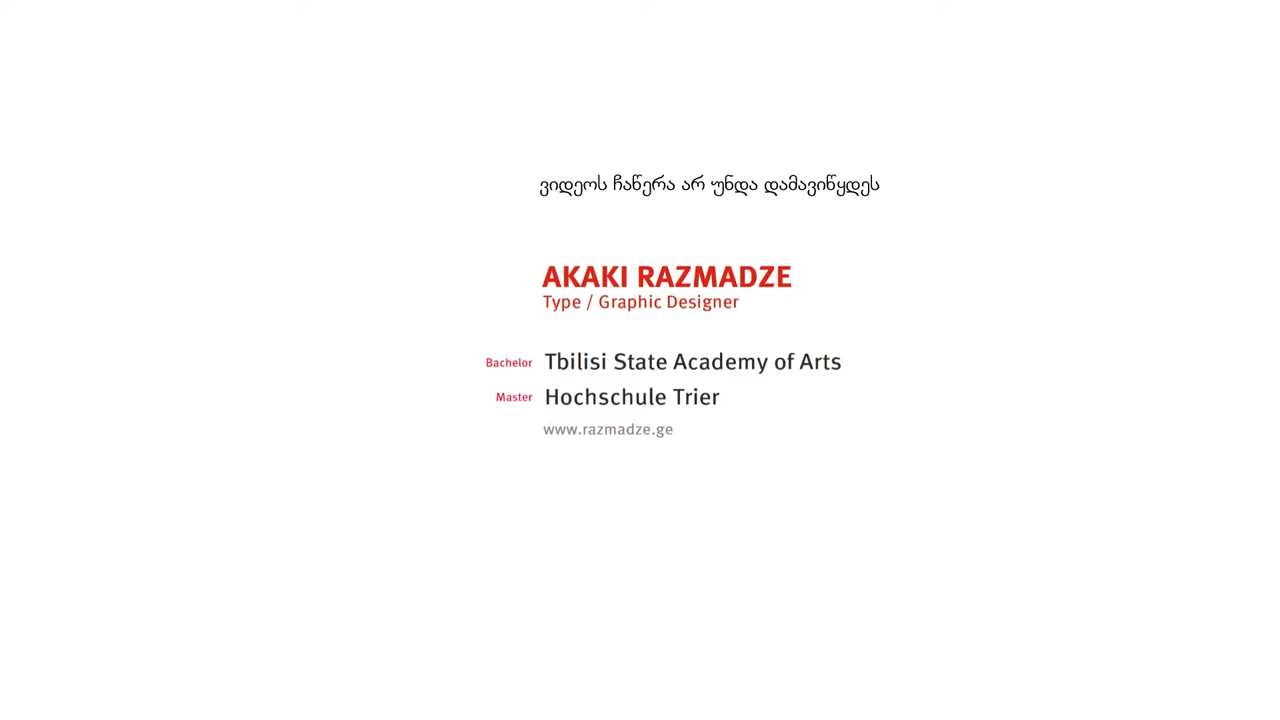 ვიდეოს ჩაწერა არ უნდა დამავიწყდეს
AKAKI RAZMADZE
Type / Graphic Designer
Bachelor Tbilisi State Academy of Arts
Master Hochschule Trier
www.razmadze.ge